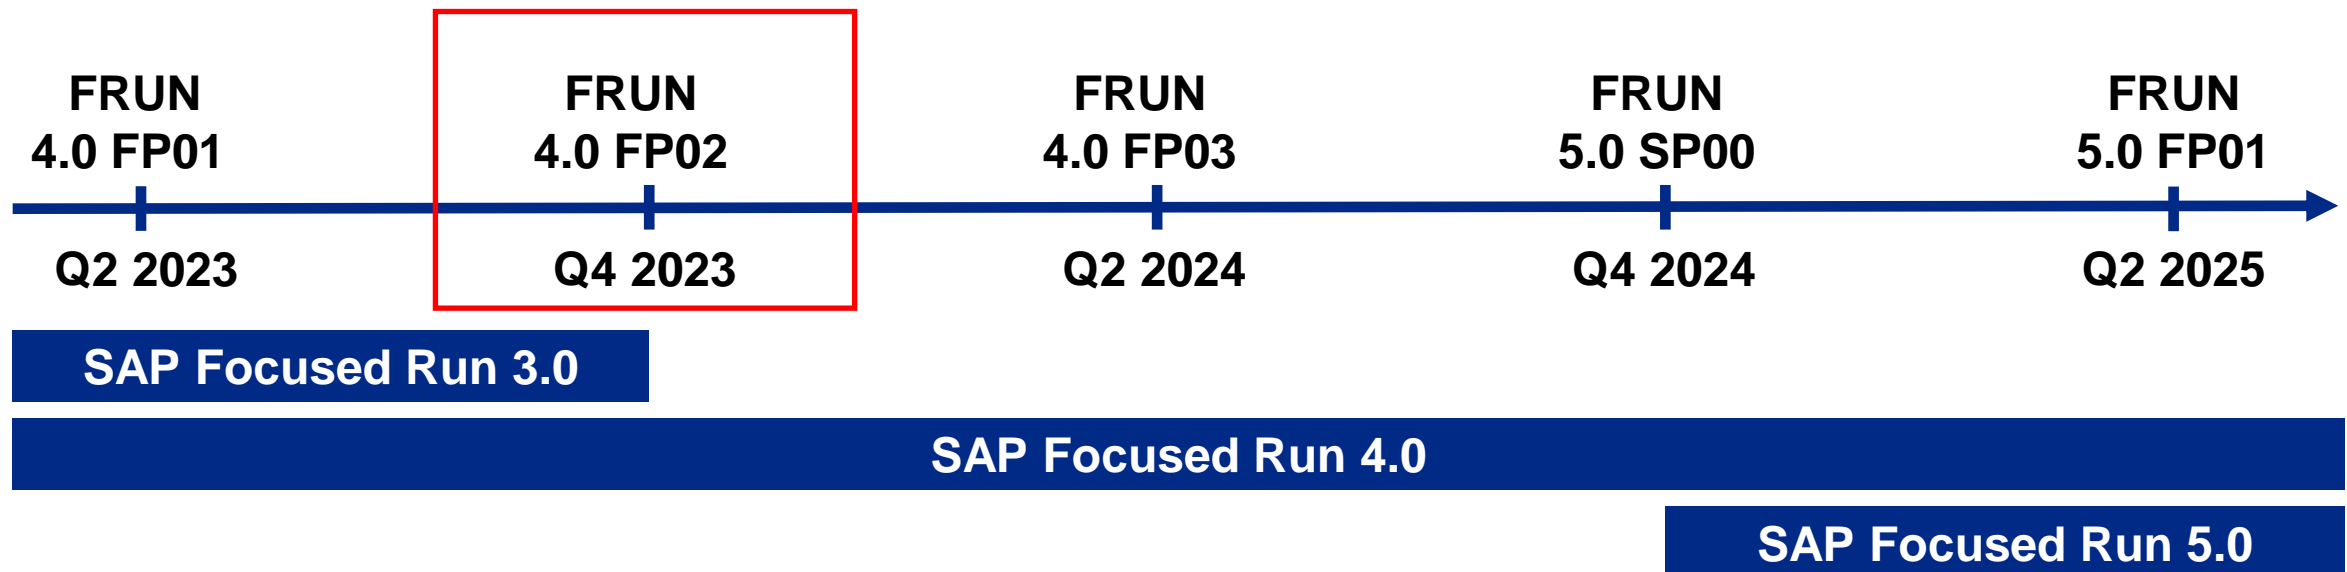 FRUN
4.0 FP01
FRUN
4.0 FP02
FRUN
4.0 FP03
FRUN
5.0 SP00
FRUN
5.0 FP01
Q2 2023
Q4 2023
Q2 2024
Q4 2024
Q2 2025
SAP Focused Run 3.0
SAP Focused Run 4.0
SAP Focused Run 5.0